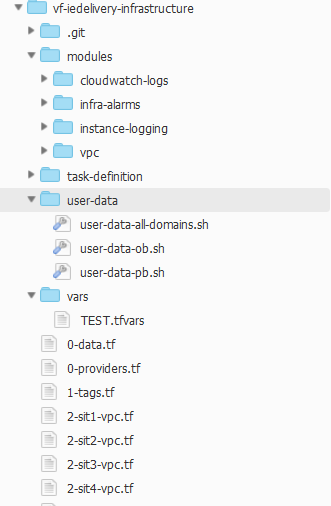 vf-iedelivery-infrastructure
.git
modules
cloudwatch-logs
infra-alarms
instance-logging
vpc
task-definition
user-data
user-data-all-domains.sh
user-data-ob.sh
user-data-pb.sh
vars
TEST.tfvars
0-data.tf
0-providers.tf
1-tags.tf
2-sit1-vpc.tf
2-sit2-vpc.tf
2-sit3-vpc.tf
2-sit4-vpc.tf